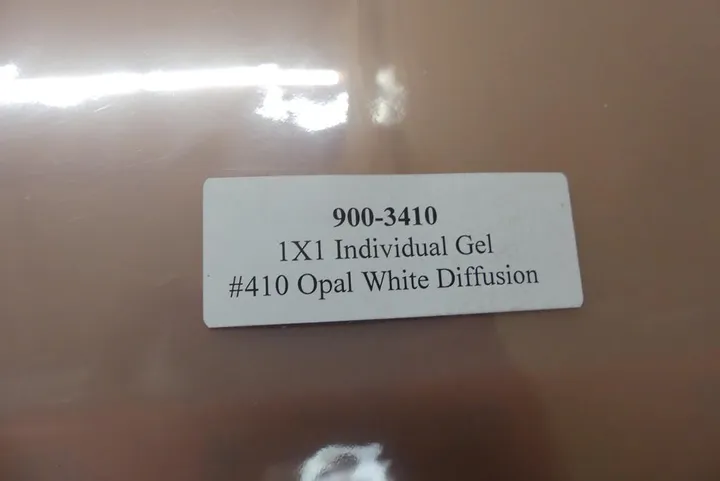 900-3410
1X1 Individual Gel
#410 Opal White Diffusion